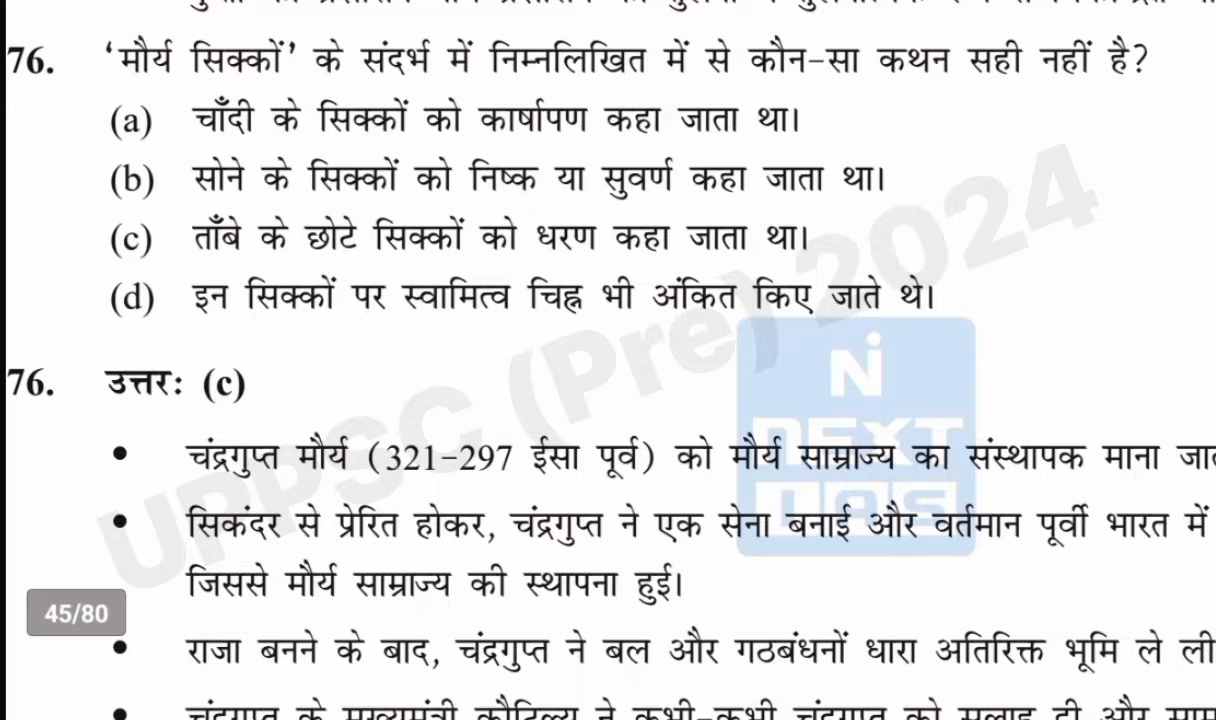 76. ‘मौर्य सिक्कों’ के संदर्भ में निम्नलिखित में से कौन-सा कथन सही नहीं है?
(a) चाँदी के सिक्कों को कार्षापण कहा जाता था।
(b) सोने के सिक्कों को निष्क या सुवर्ण कहा जाता था।
(c) ताँबे के छोटे सिक्कों को धरण कहा जाता था।
(d) इन सिक्कों पर स्वामित्व चिह्न भी अंकित किए जाते थे।
UPPSC (Pre) 2024
NEXT
IAS
76. उत्तरः (c)
• चंद्रगुप्त मौर्य (321-297 ईसा पूर्व) को मौर्य साम्राज्य का संस्थापक माना
• सिकंदर से प्रेरित होकर, चंद्रगुप्त ने एक सेना बनाई और वर्तमान पूर्वी भारत में
जिससे मौर्य साम्राज्य की स्थापना हुई।
45/80
• राजा बनने के बाद, चंद्रगुप्त ने बल और गठबंधनों धारा अतिरिक्त भूमि ले ली